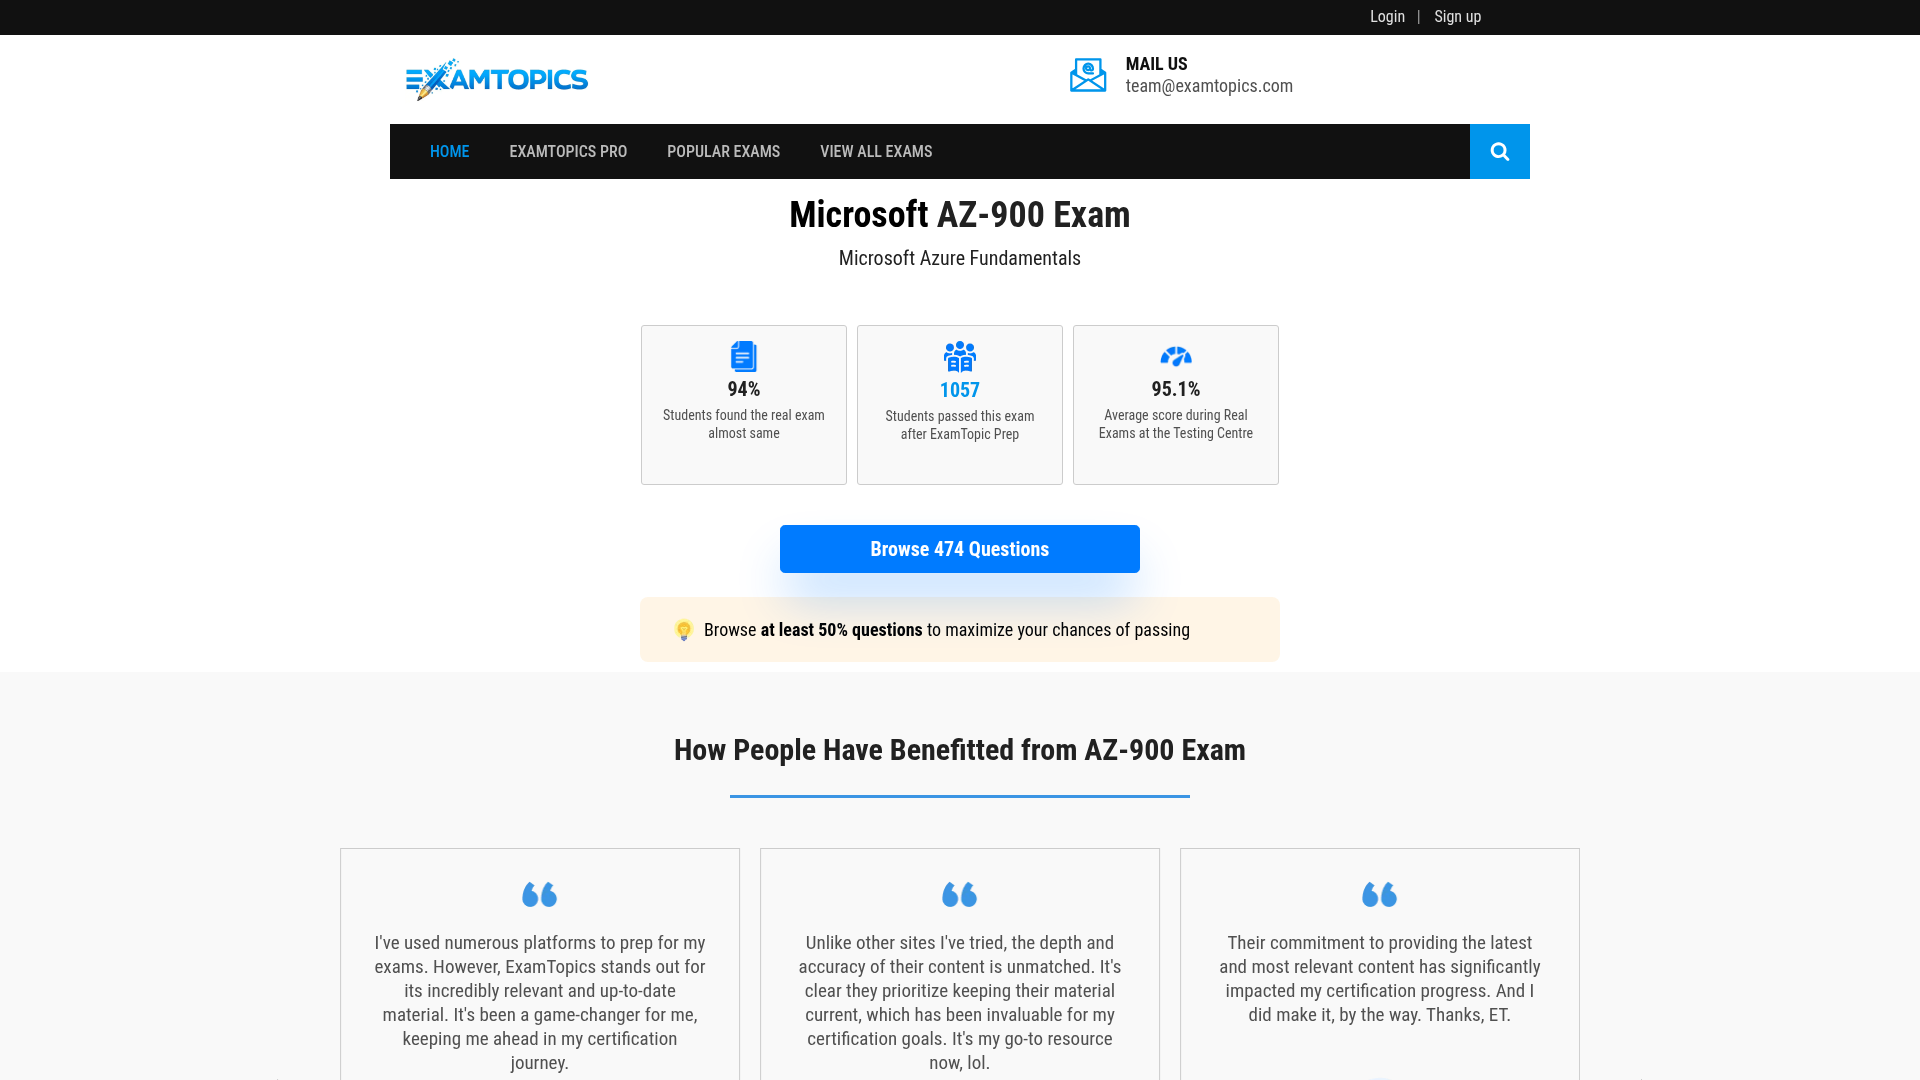 Login | Sign up
EXAMTOPICS
MAIL US
team@examtopics.com
HOME EXAMTOPICS PRO POPULAR EXAMS VIEW ALL EXAMS
Microsoft AZ-900 Exam
Microsoft Azure Fundamentals
94%
Students found the real exam
almost same
1057
Students passed this exam
after ExamTopic Prep
95.1%
Average score during Real
Exams at the Testing Centre
Browse 474 Questions
Browse at least 50% questions to maximize your chances of passing
How People Have Benefitted from AZ-900 Exam
I've used numerous platforms to prep for my
exams. However, ExamTopics stands out for
its incredibly relevant and up-to-date
material. It's been a game-changer for me,
keeping me ahead in my certification
journey.
Unlike other sites I've tried, the depth and
accuracy of their content is unmatched. It's
clear they prioritize keeping their material
current, which has been invaluable for my
certification goals. It's my go-to resource
now, lol.
Their commitment to providing the latest
and most relevant content has significantly
impacted my certification progress. And I
did make it, by the way. Thanks, ET.